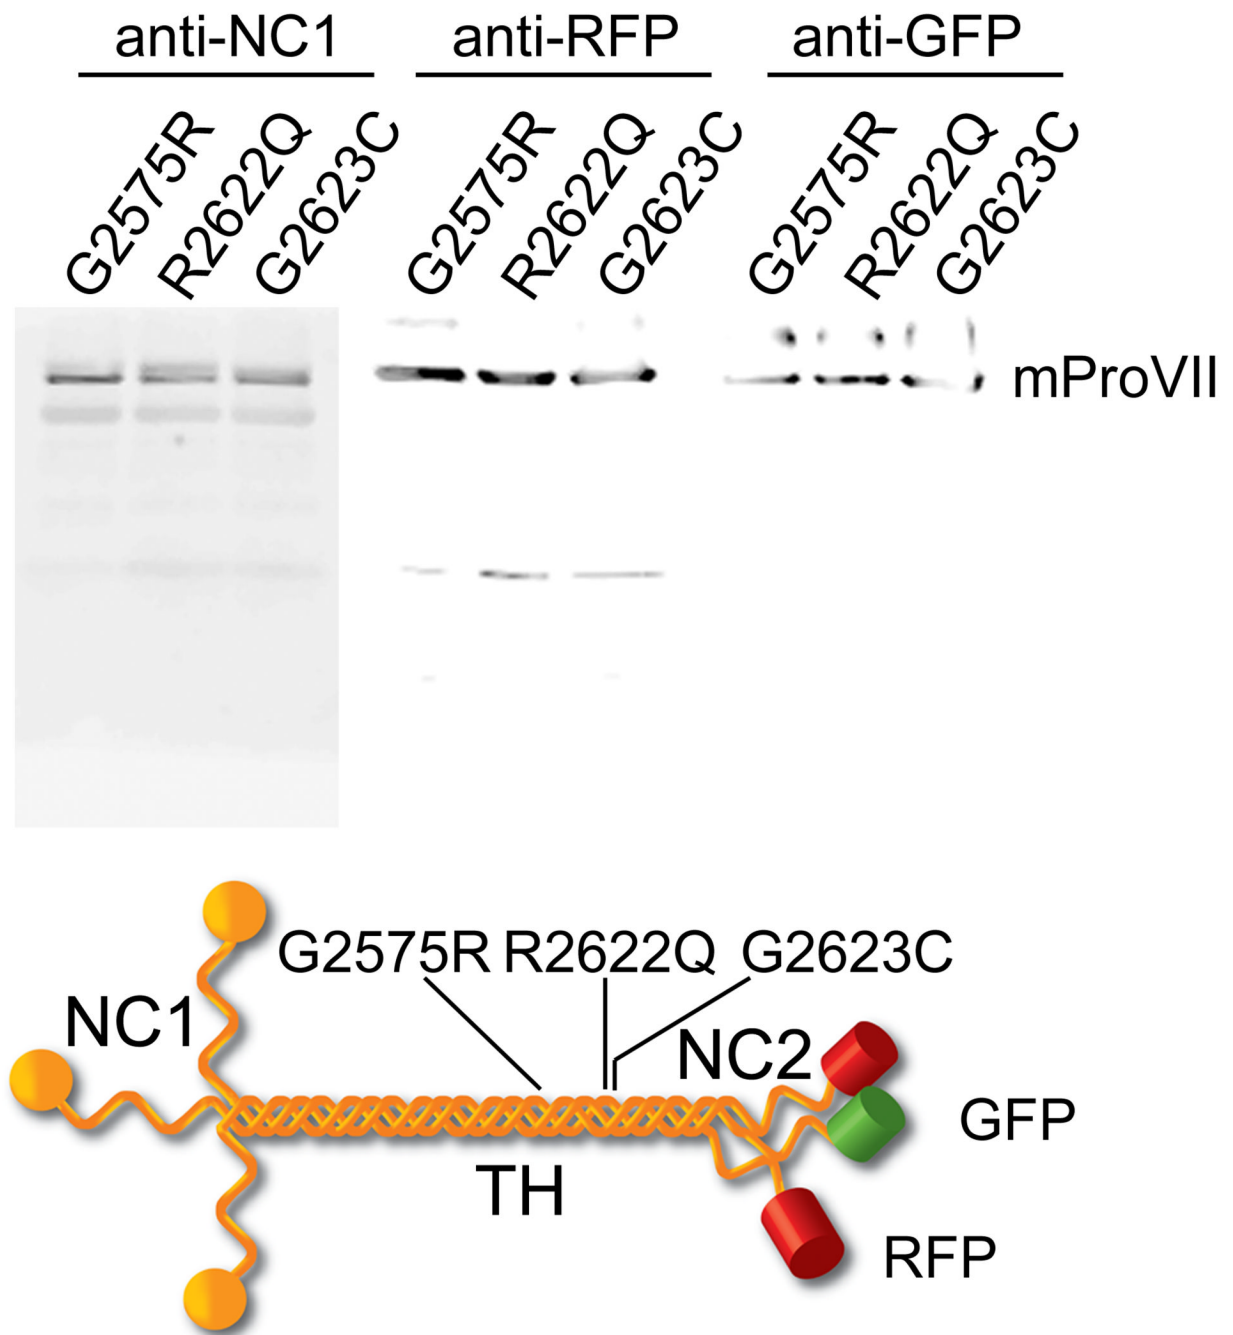 anti-NC1 anti-RFP anti-GFP
G2575R R2622Q G2623C G2575R R2622Q G2623C G2575R R2622Q G2623C
mProVII
G2575R R2622Q G2623C
NC1 NC2
GFP
TH
RFP